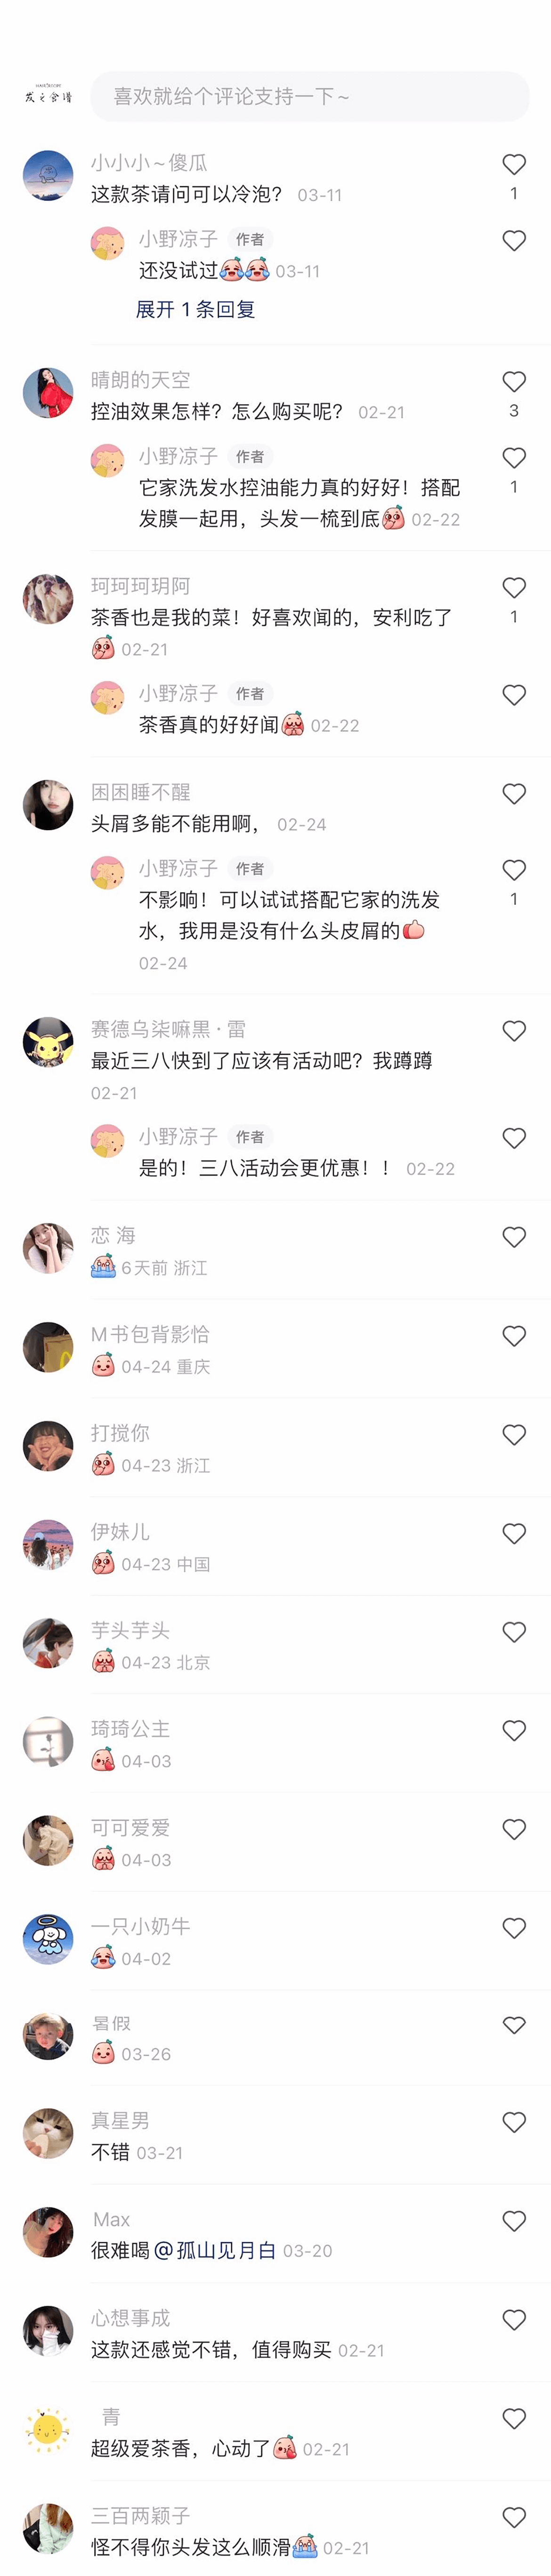 发之食谱
喜欢就给个评论支持一下~
小小小~傻瓜
这款茶请问可以冷泡？ 03-11
1
小野凉子 作者
还没试过 03-11
展开 1 条回复
晴朗的天空
控油效果怎样？怎么购买呢？ 02-21
3
小野凉子 作者
它家洗发水控油能力真的好好！搭配
1
发膜一起用，头发一梳到底 02-22
珂珂珂玥阿
茶香也是我的菜！好喜欢闻的，安利吃了
1
02-21
小野凉子 作者
茶香真的好好闻 02-22
困困睡不醒
头屑多能不能用啊， 02-24
小野凉子 作者
不影响！可以试试搭配它家的洗发
1
水，我用是没有什么头皮屑的
02-24
赛德乌柒嘛黑·雷
最近三八快到了应该有活动吧？我蹲蹲
02-21
小野凉子 作者
是的！三八活动会更优惠！！ 02-22
恋 海
6天前 浙江
M书包背影恰
04-24 重庆
打搅你
04-23 浙江
伊妹儿
04-23 中国
芋头芋头
04-23 北京
琦琦公主
04-03
可可爱爱
04-03
一只小奶牛
04-02
暑假
03-26
真星男
不错 03-21
Max
很难喝@孤山见月白 03-20
心想事成
这款还感觉不错，值得购买 02-21
青
超级爱茶香，心动了 02-21
三百两颖子
怪不得你头发这么顺滑 02-21